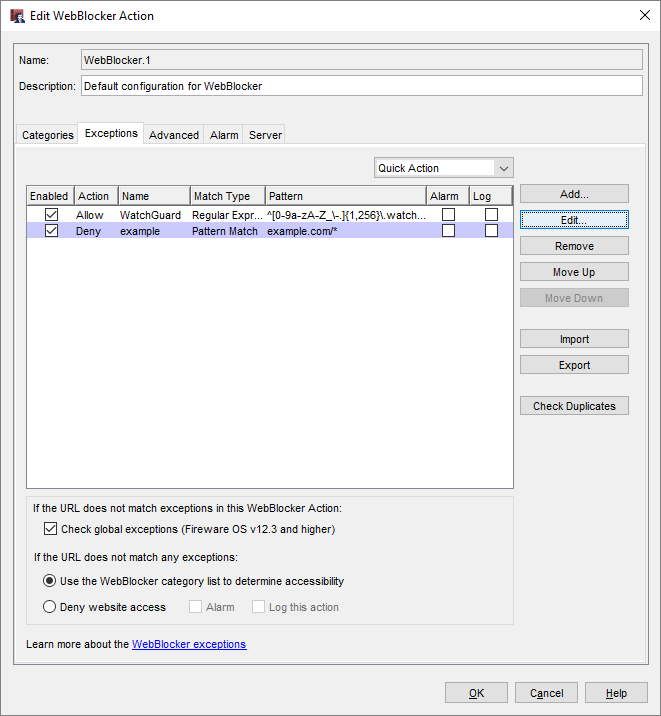 Edit WebBlocker Action
Name: WebBlocker.1
Description: Default configuration for WebBlocker
Categories Exceptions Advanced Alarm Server
Quick Action
Enabled Action Name Match Type Pattern Alarm Log
Allow WatchGuard Regular Expr... ^[0-9a-zA-Z_\-.]{1,256}\.watch...
Deny example Pattern Match example.com/*
Add...
Edit...
Remove
Move Up
Move Down
Import
Export
Check Duplicates
If the URL does not match exceptions in this WebBlocker Action:
Check global exceptions (Fireware OS v12.3 and higher)
If the URL does not match any exceptions:
Use the WebBlocker category list to determine accessibility
Deny website access Alarm Log this action
Learn more about the WebBlocker exceptions
OK Cancel Help